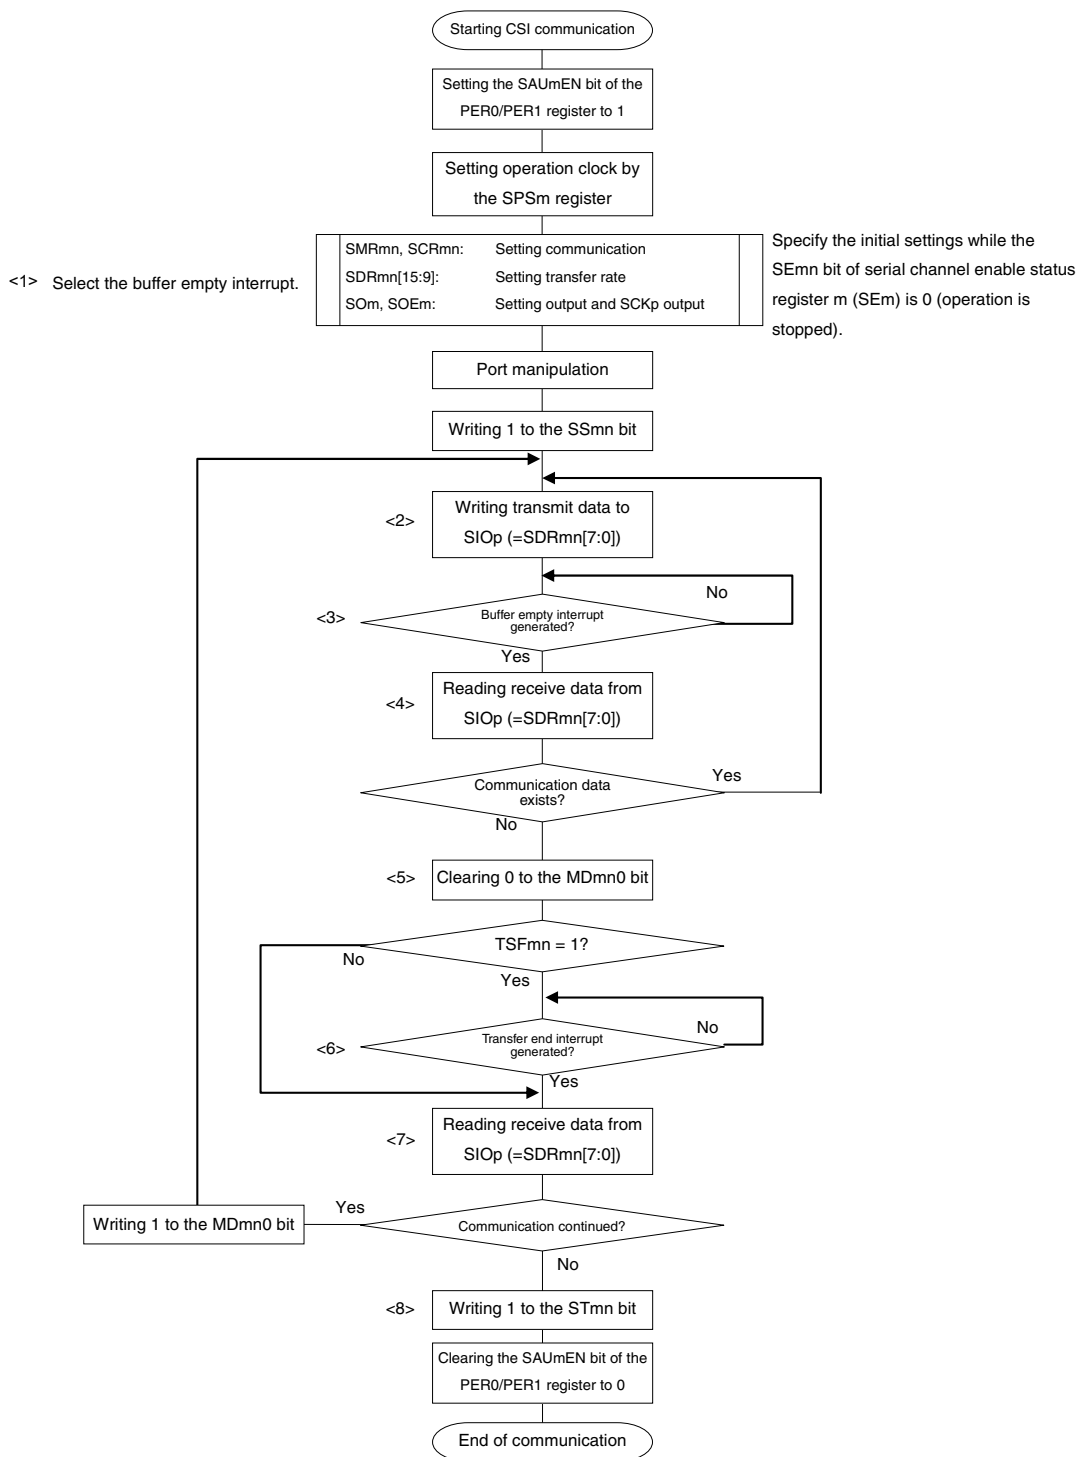 Starting CSI communication
Setting the SAUmEN bit of the
PER0/PER1 register to 1
Setting operation clock by
the SPSm register
<1> Select the buffer empty interrupt.
SMRmn, SCRmn: Setting communication
SDRmn[15:9]: Setting transfer rate
SOm, SOEm: Setting output and SCKp output
Specify the initial settings while the
SEmn bit of serial channel enable status
register m (SEm) is 0 (operation is
stopped).
Port manipulation
Writing 1 to the SSmn bit
<2>
Writing transmit data to
SIOp (=SDRmn[7:0])
No
<3>
Buffer empty interrupt
generated?
Yes
<4>
Reading receive data from
SIOp (=SDRmn[7:0])
Communication data
exists?
Yes
No
<5>
Clearing 0 to the MDmn0 bit
TSFmn = 1?
No
Yes
No
<6>
Transfer end interrupt
generated?
Yes
<7>
Reading receive data from
SIOp (=SDRmn[7:0])
Writing 1 to the MDmn0 bit
Yes
Communication continued?
No
<8>
Writing 1 to the STmn bit
Clearing the SAUmEN bit of the
PER0/PER1 register to 0
End of communication